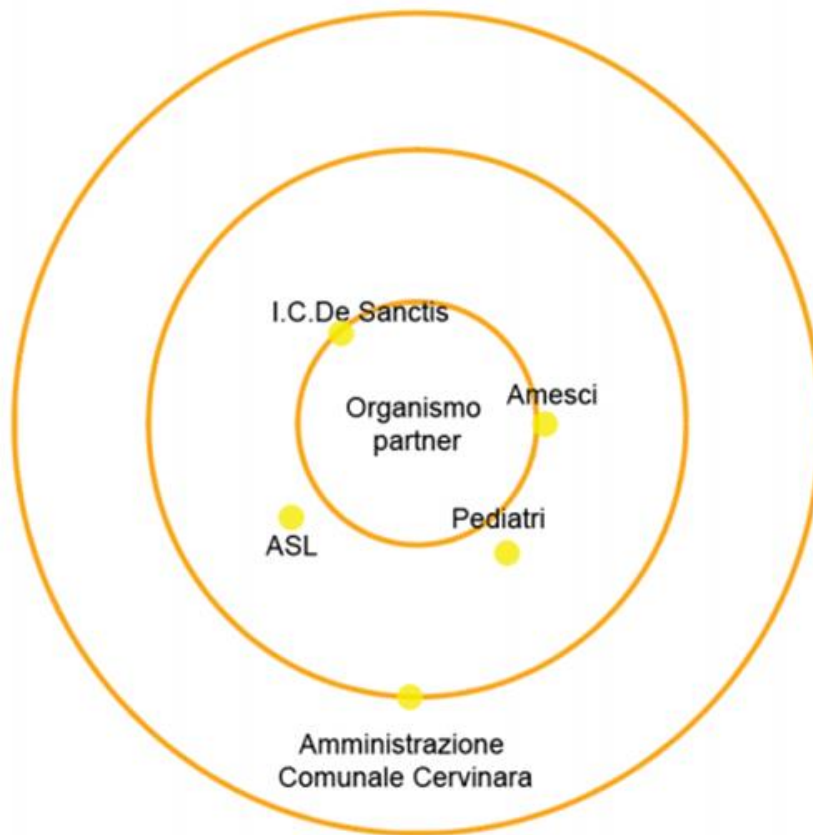 I.C.De Sanctis
Amesci
Organismo
partner
Pediatri
ASL
Amministrazione
Comunale Cervinara